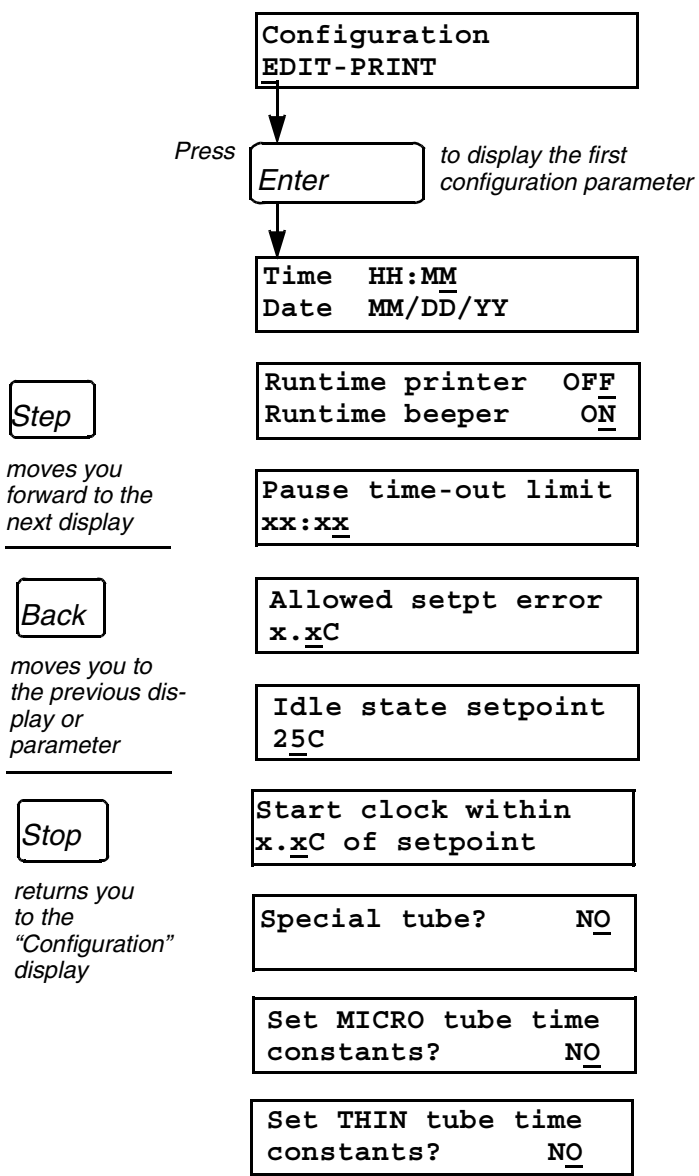 Configuration
EDIT-PRINT
Press
Enter
to display the first
configuration parameter
Time HH:MM
Date MM/DD/YY
Runtime printer OFF
Runtime beeper ON
Step
moves you
forward to the
next display
Pause time-out limit
xx:xx
Back
moves you to
the previous dis-
play or
parameter
Allowed setpt error
x.xC
Idle state setpoint
25C
Stop
returns you
to the
“Configuration”
display
Start clock within
x.xC of setpoint
Special tube? NO
Set MICRO tube time
constants? NO
Set THIN tube time
constants? NO